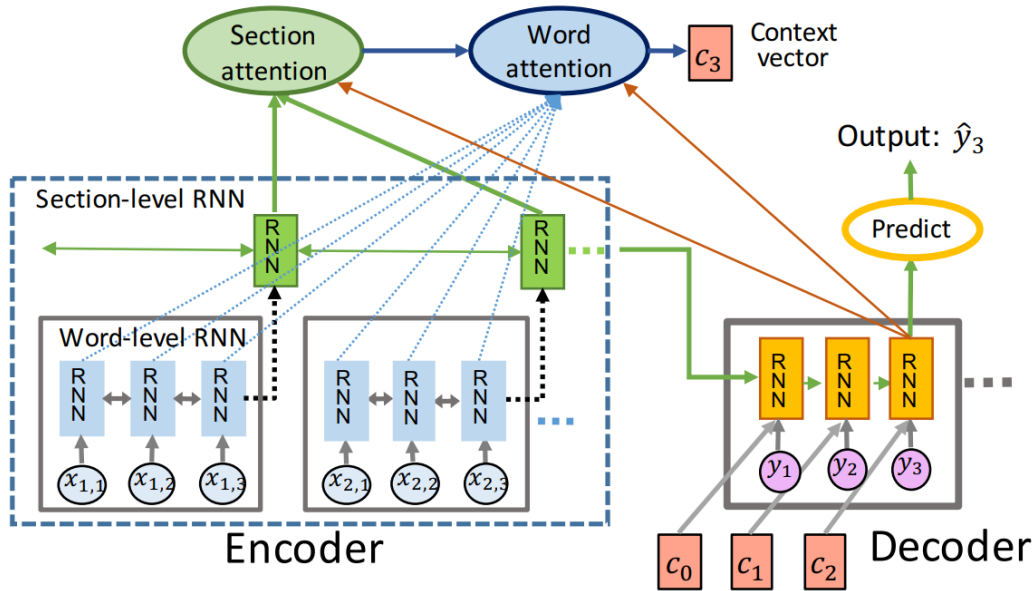 Section
attention
Word
attention
c₃
Context
vector
Output: ŷ₃
Predict
Section-level RNN
RNN
RNN
Word-level RNN
RNN
RNN
RNN
RNN
RNN
RNN
RNN
RNN
RNN
x₁,₁
x₁,₂
x₁,₃
x₂,₁
x₂,₂
x₂,₃
y₁
y₂
y₃
Encoder
Decoder
c₀
c₁
c₂